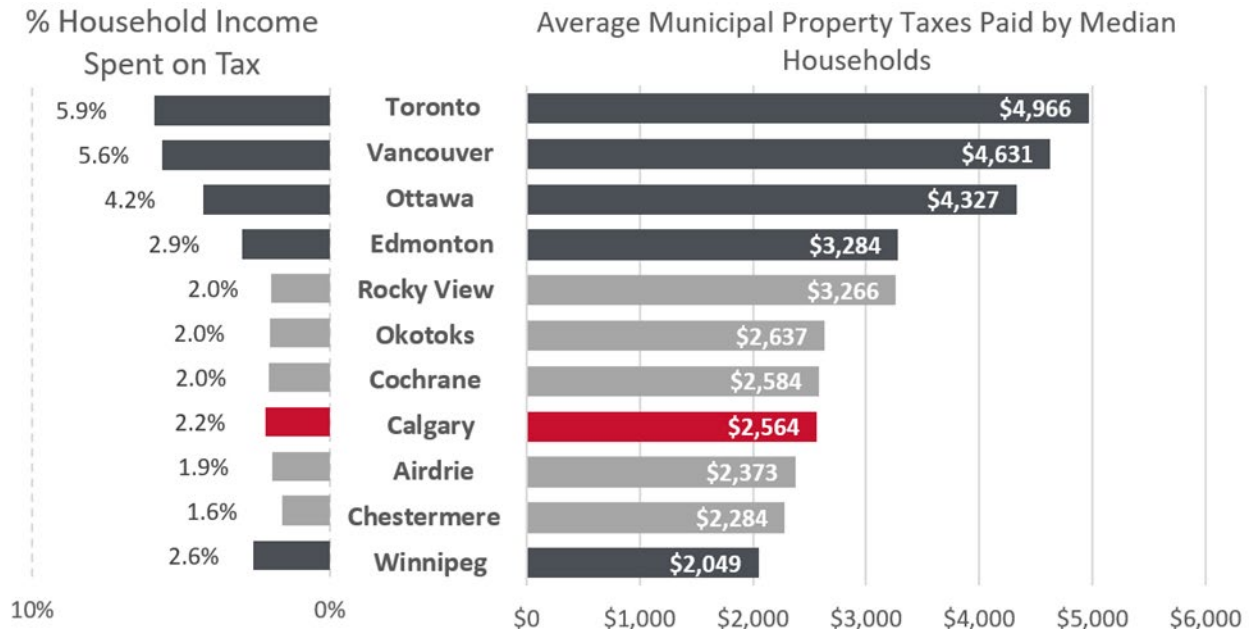 % Household Income
Spent on Tax
Average Municipal Property Taxes Paid by Median
Households
5.9% Toronto $4,966
5.6% Vancouver $4,631
4.2% Ottawa $4,327
2.9% Edmonton $3,284
2.0% Rocky View $3,266
2.0% Okotoks $2,637
2.0% Cochrane $2,584
2.2% Calgary $2,564
1.9% Airdrie $2,373
1.6% Chestermere $2,284
2.6% Winnipeg $2,049
10% 0% $0 $1,000 $2,000 $3,000 $4,000 $5,000 $6,000